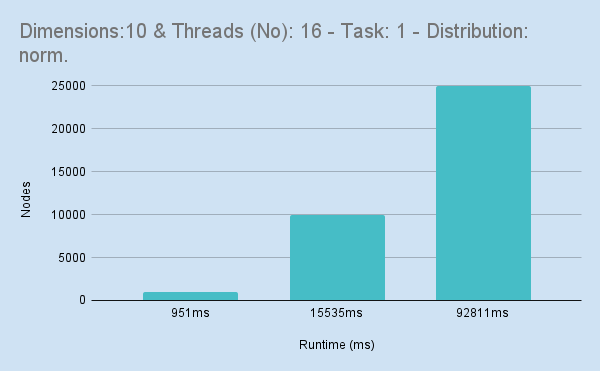 Dimensions:10 & Threads (No): 16 - Task: 1 - Distribution:
norm.
25000
20000
15000
10000
5000
0
Nodes
951ms 15535ms 92811ms
Runtime (ms)